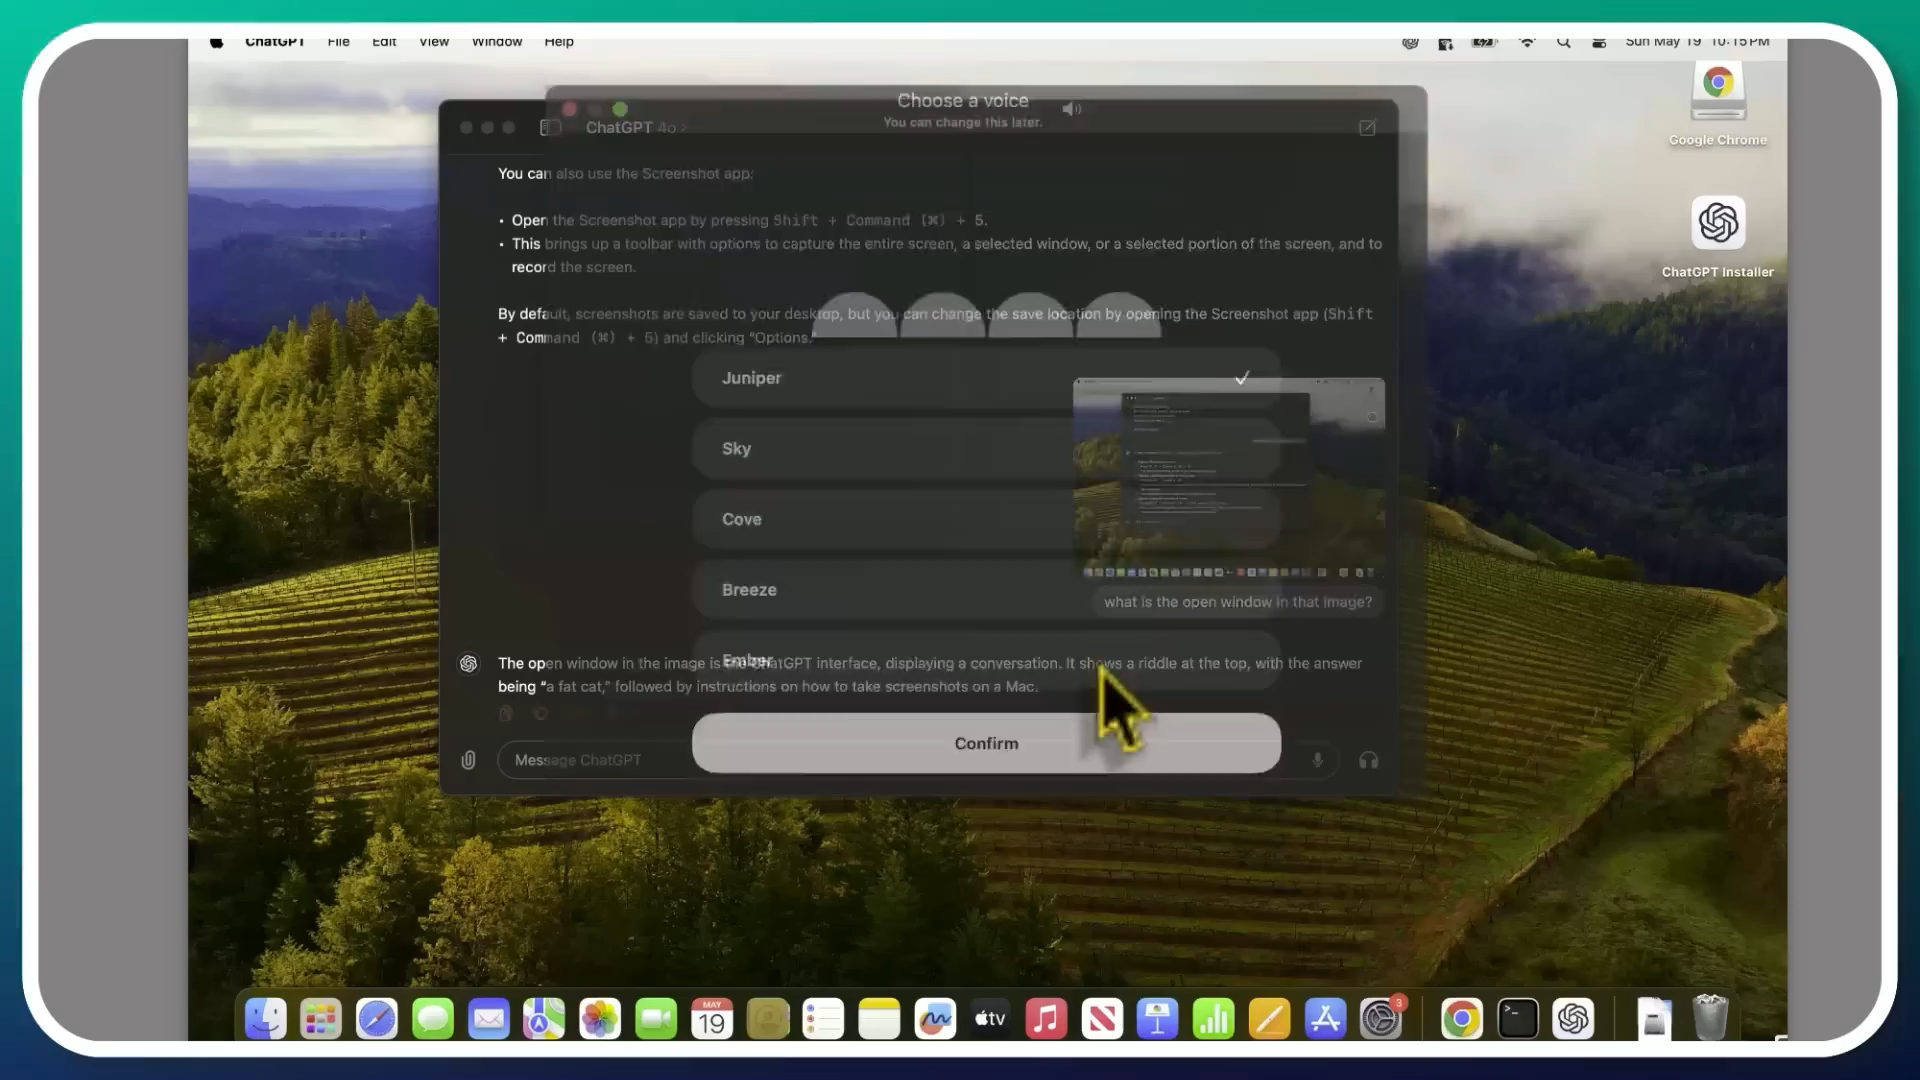 ChatGPT File Edit View Window Help
Sun May 19 10:15 PM
Google Chrome
ChatGPT Installer
Choose a voice
You can change this later.
ChatGPT 4o >
You can also use the Screenshot app:
• Open the Screenshot app by pressing Shift + Command (⌘) + 5.
• This brings up a toolbar with options to capture the entire screen, a selected window, or a selected portion of the screen, and to
record the screen.
By default, screenshots are saved to your desktop, but you can change the save location by opening the Screenshot app (Shift
+ Command (⌘) + 5) and clicking “Options.”
Juniper
Sky
Cove
Breeze
Ember
what is the open window in that image?
The open window in the image is the ChatGPT interface, displaying a conversation. It shows a riddle at the top, with the answer
being “a fat cat,” followed by instructions on how to take screenshots on a Mac.
Confirm
Message ChatGPT
MAY
19
tv
3